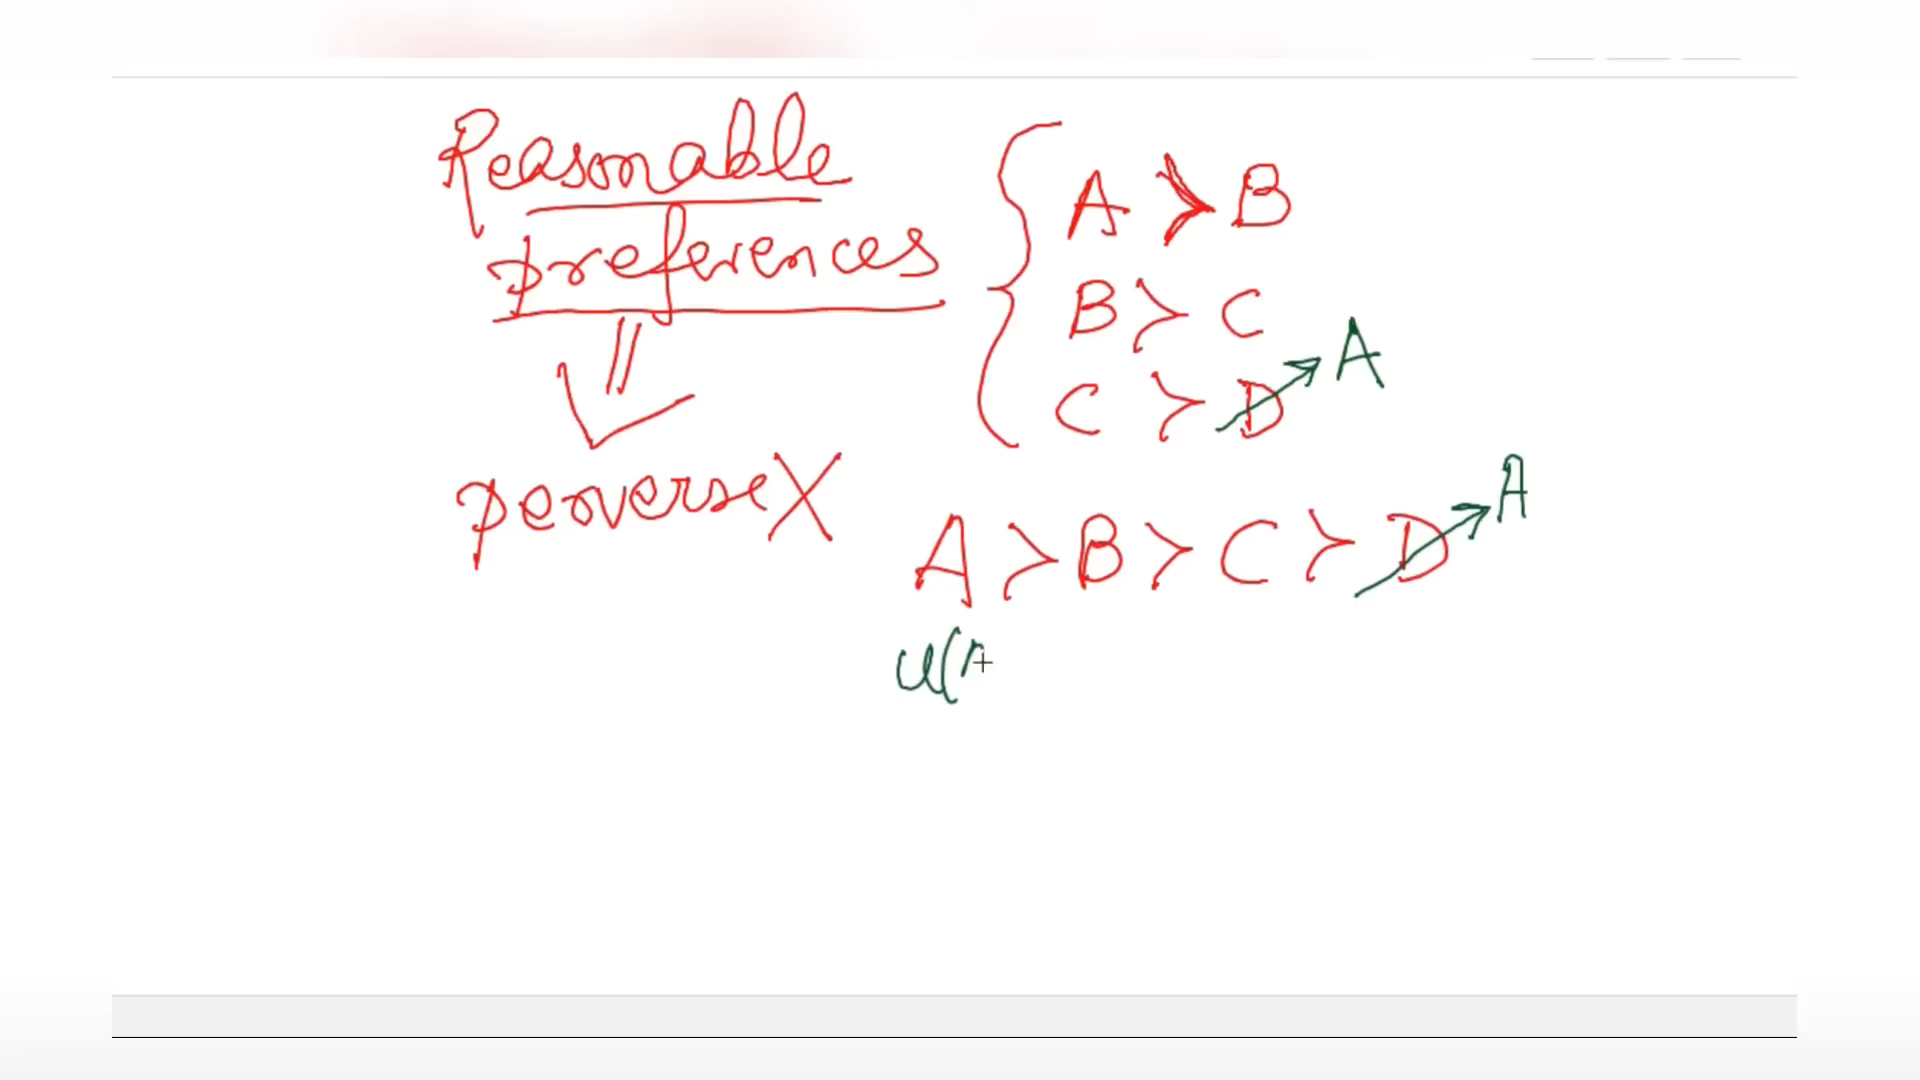 Reasonable
preferences
perverse X
A ≻ B
B ≻ C
C ≻ D → A
A ≻ B ≻ C ≻ D → A
u(